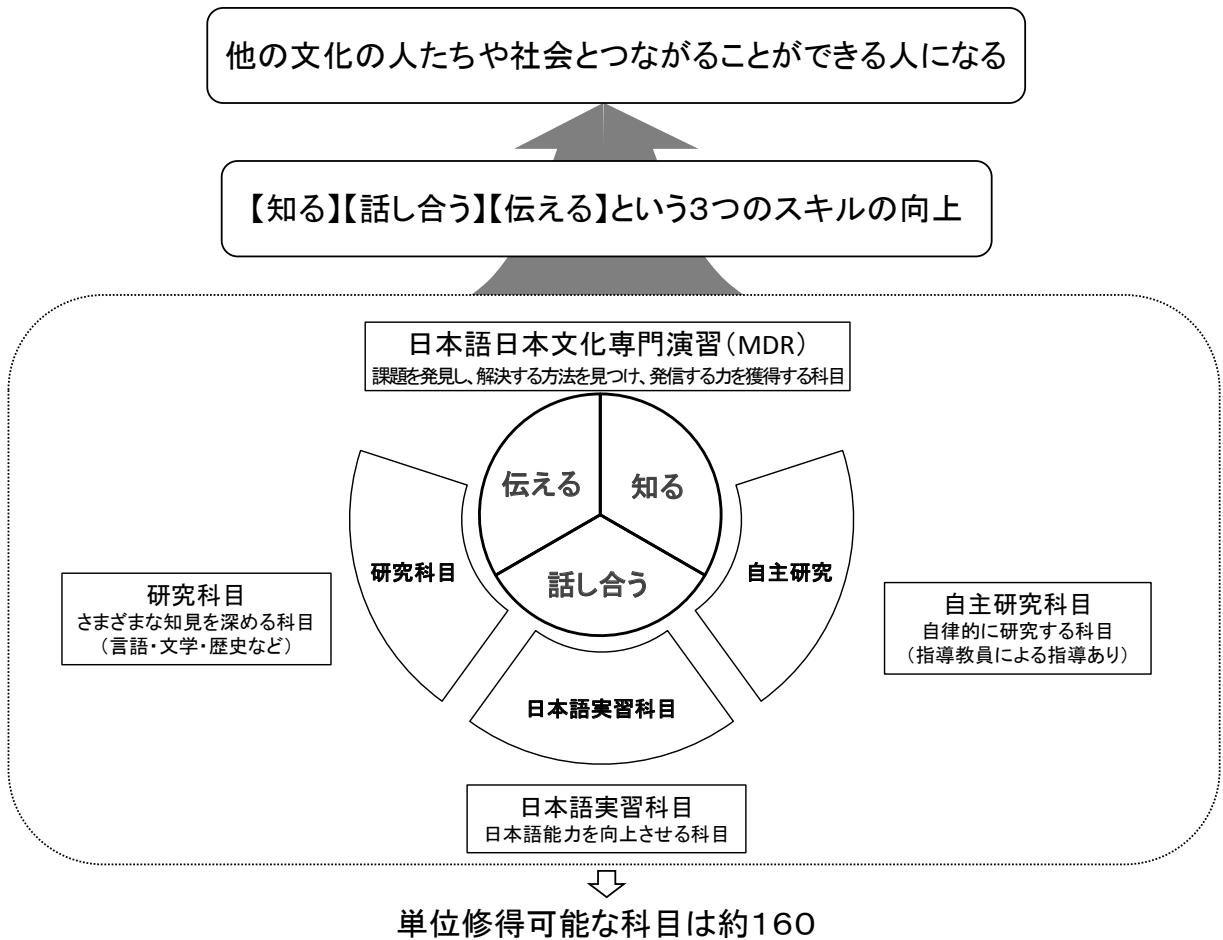 他の文化の人たちや社会とつながることができる人になる
【知る】【話し合う】【伝える】という3つのスキルの向上
日本語日本文化専門演習(MDR)
課題を発見し、解決する方法を見つけ、発信する力を獲得する科目
伝える
知る
話し合う
研究科目
自主研究
日本語実習科目
研究科目
さまざまな知見を深める科目
(言語・文学・歴史など)
自主研究科目
自律的に研究する科目
(指導教員による指導あり)
日本語実習科目
日本語能力を向上させる科目
単位修得可能な科目は約160